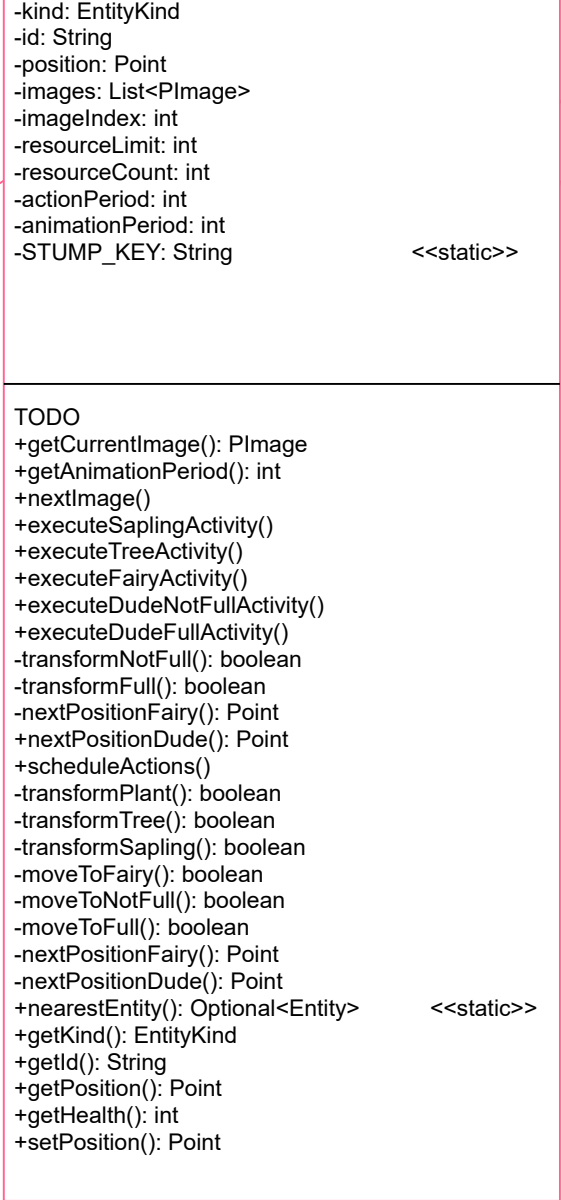 -kind: EntityKind
-id: String
-position: Point
-images: List<PImage>
-imageIndex: int
-resourceLimit: int
-resourceCount: int
-actionPeriod: int
-animationPeriod: int
-STUMP_KEY: String <<static>>
TODO
+getCurrentImage(): PImage
+getAnimationPeriod(): int
+nextImage()
+executeSaplingActivity()
+executeTreeActivity()
+executeFairyActivity()
+executeDudeNotFullActivity()
+executeDudeFullActivity()
-transformNotFull(): boolean
-transformFull(): boolean
-nextPositionFairy(): Point
+nextPositionDude(): Point
+scheduleActions()
-transformPlant(): boolean
-transformTree(): boolean
-transformSapling(): boolean
-moveToFairy(): boolean
-moveToNotFull(): boolean
-moveToFull(): boolean
-nextPositionFairy(): Point
-nextPositionDude(): Point
+nearestEntity(): Optional<Entity> <<static>>
+getKind(): EntityKind
+getId(): String
+getPosition(): Point
+getHealth(): int
+setPosition(): Point